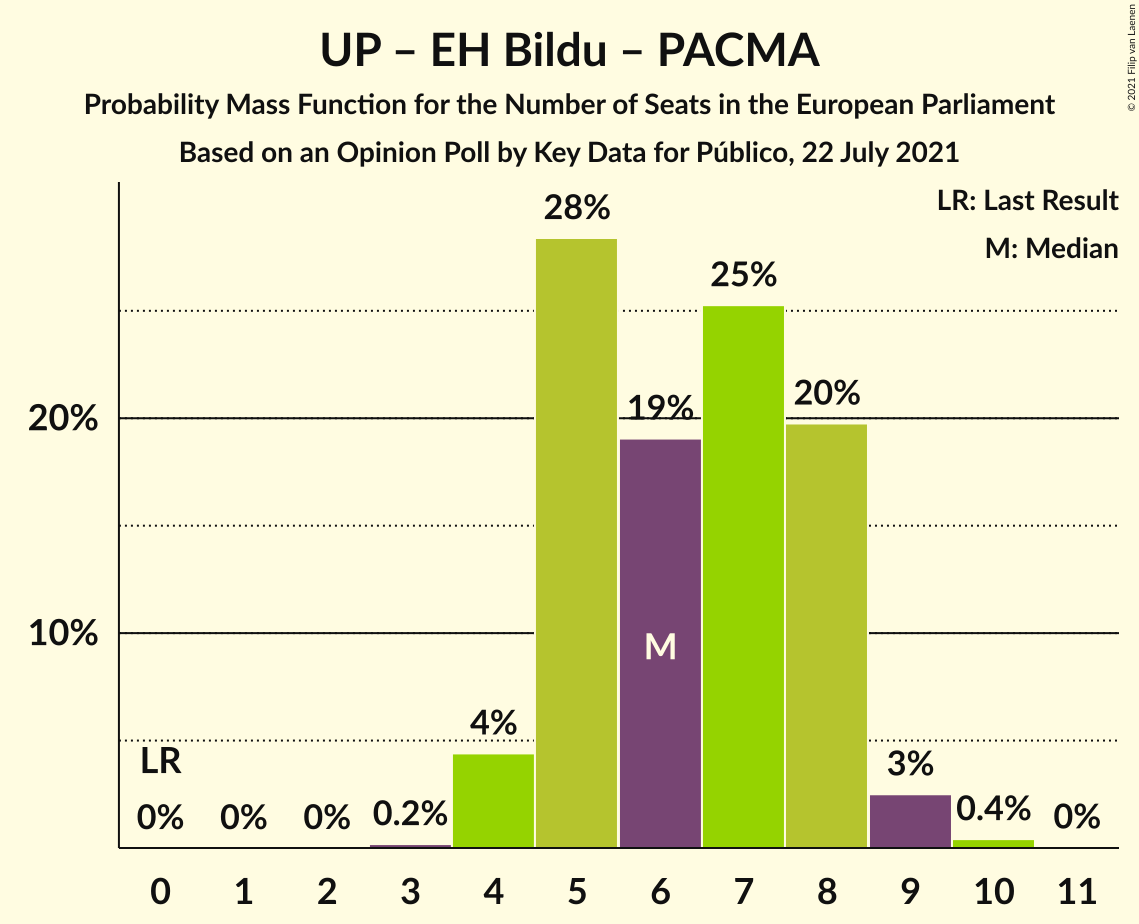 UP – EH Bildu – PACMA
Probability Mass Function for the Number of Seats in the European Parliament
Based on an Opinion Poll by Key Data for Público, 22 July 2021
© 2021 Filip van Laenen
LR: Last Result
M: Median
28%
25%
20%
19%
20%
10%
M
4%
LR
3%
0%
0%
0%
0.2%
0.4%
0%
0 1 2 3 4 5 6 7 8 9 10 11